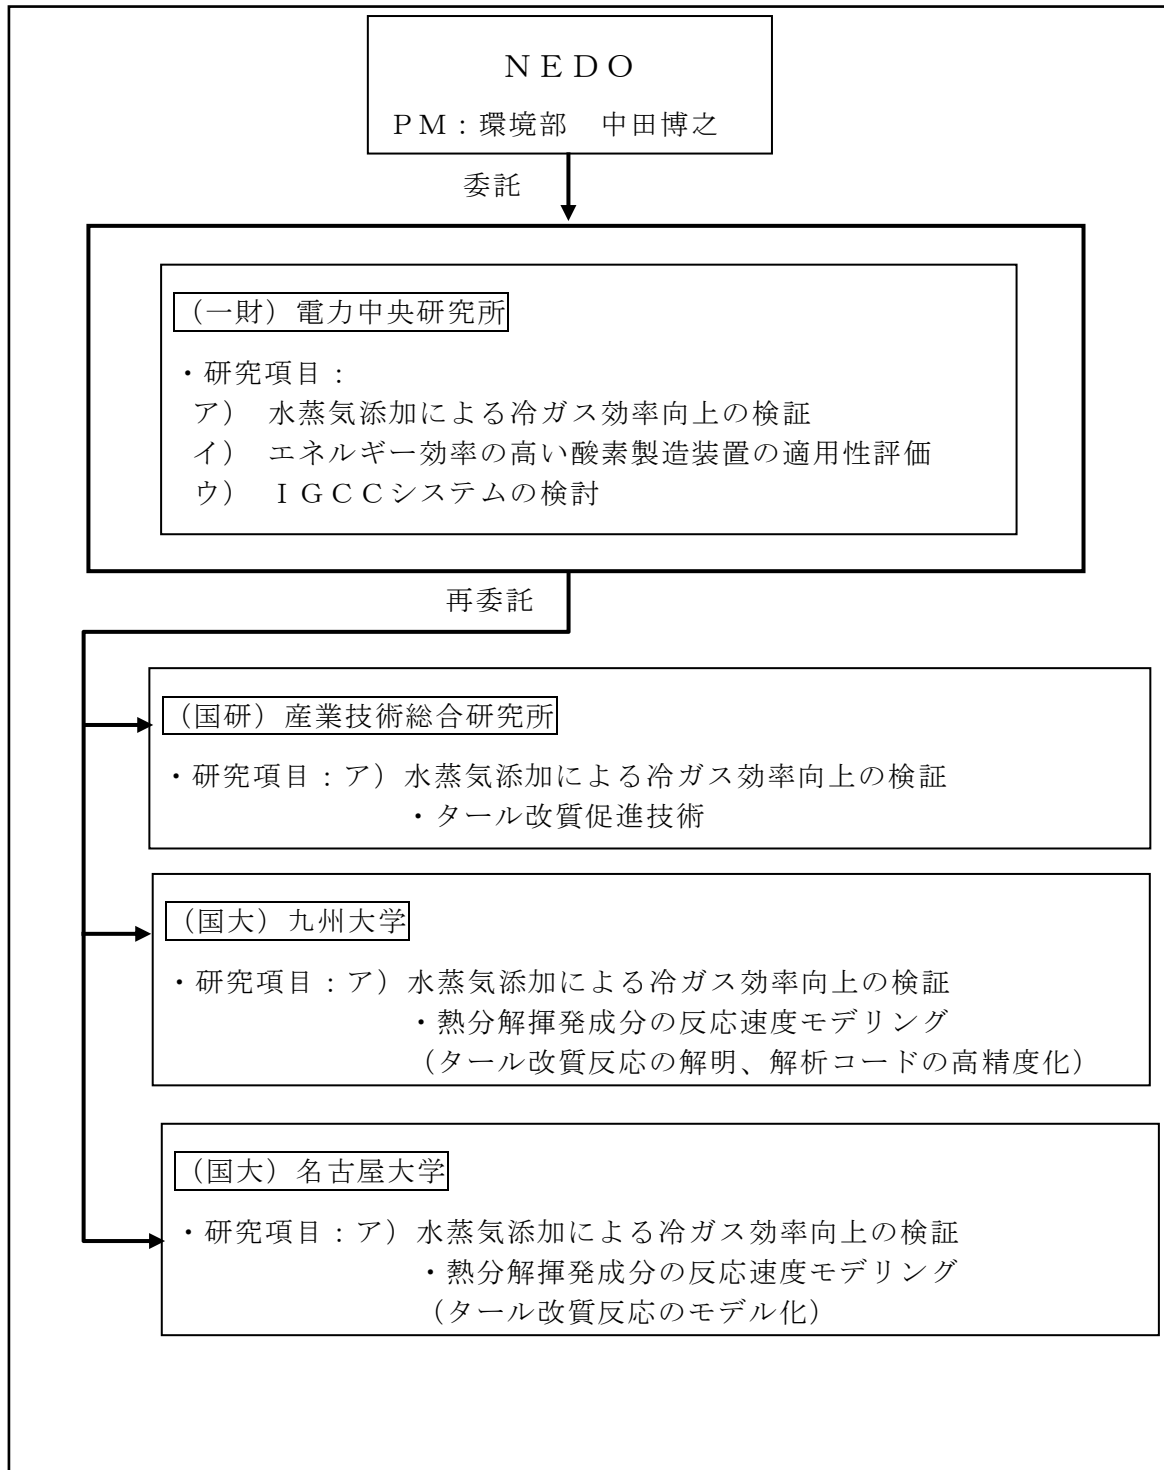 ＮＥＤＯ
ＰＭ：環境部　中田博之
委託
（一財）電力中央研究所
・研究項目：
ア）　水蒸気添加による冷ガス効率向上の検証
イ）　エネルギー効率の高い酸素製造装置の適用性評価
ウ）　ＩＧＣＣシステムの検討
再委託
（国研）産業技術総合研究所
・研究項目：ア）水蒸気添加による冷ガス効率向上の検証
・タール改質促進技術
（国大）九州大学
・研究項目：ア）水蒸気添加による冷ガス効率向上の検証
・熱分解揮発成分の反応速度モデリング
（タール改質反応の解明、解析コードの高精度化）
（国大）名古屋大学
・研究項目：ア）水蒸気添加による冷ガス効率向上の検証
・熱分解揮発成分の反応速度モデリング
（タール改質反応のモデル化）